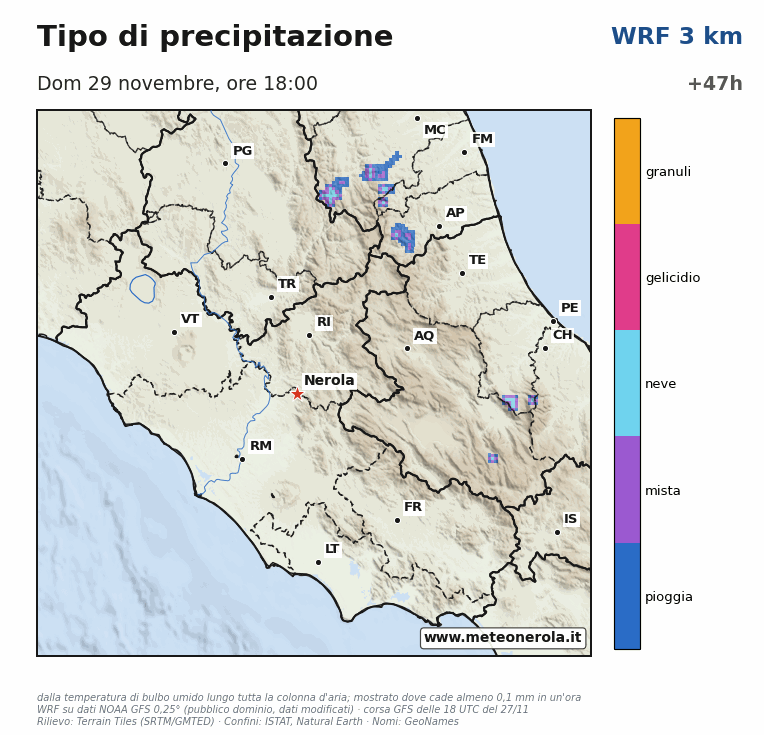 Tipo di precipitazione
WRF 3 km
Dom 29 novembre, ore 18:00
+47h
MC
FM
PG
AP
TE
TR
PE
VT
RI
AQ
CH
Nerola
RM
FR
IS
LT
www.meteonerola.it
granuli
gelicidio
neve
mista
pioggia
dalla temperatura di bulbo umido lungo tutta la colonna d'aria; mostrato dove cade almeno 0,1 mm in un'ora
WRF su dati NOAA GFS 0,25° (pubblico dominio, dati modificati) · corsa GFS delle 18 UTC del 27/11
Rilievo: Terrain Tiles (SRTM/GMTED) · Confini: ISTAT, Natural Earth · Nomi: GeoNames